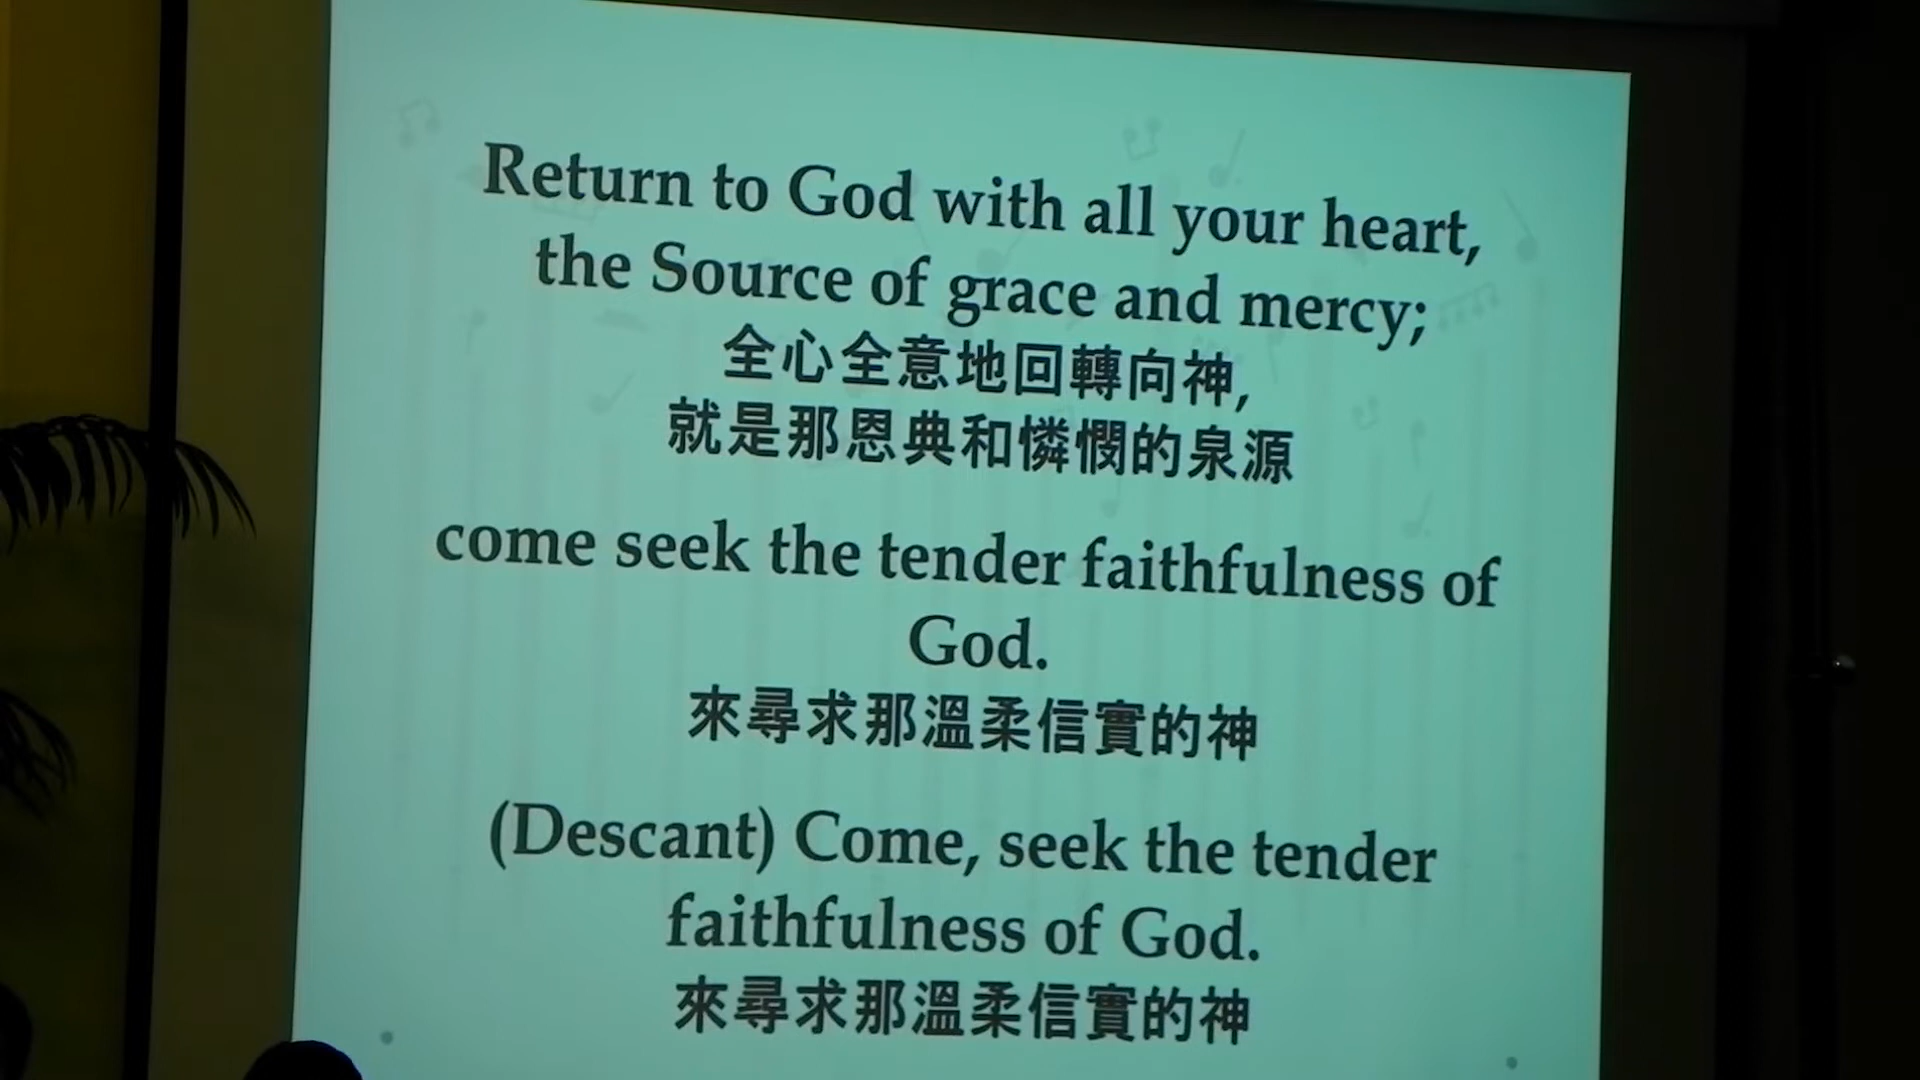 Return to God with all your heart,
the Source of grace and mercy;
全心全意地回轉向神,
就是那恩典和憐憫的泉源
come seek the tender faithfulness of
God.
來尋求那溫柔信實的神
(Descant) Come, seek the tender
faithfulness of God.
來尋求那溫柔信實的神